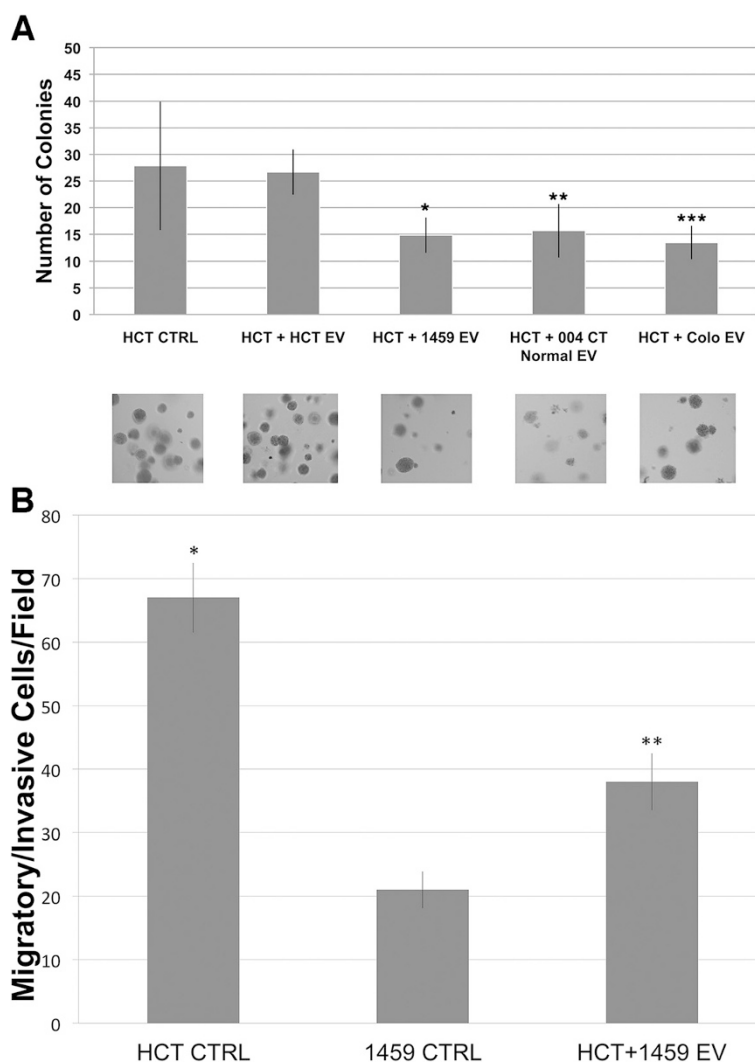 A
Number of Colonies
50
45
40
35
30
25
20
15
10
5
0
*
**
***
HCT CTRL
HCT + HCT EV
HCT + 1459 EV
HCT + 004 CT
Normal EV
HCT + Colo EV
B
Migratory/Invasive Cells/Field
80
70
60
50
40
30
20
10
0
*
**
HCT CTRL
1459 CTRL
HCT+1459 EV